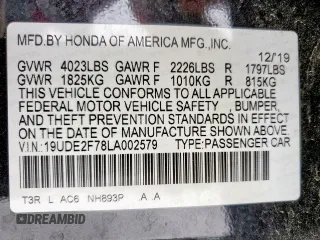 MFD.BY HONDA OF AMERICA MFG.,INC.
12/19
GVWR 4023LBS GAWR F 2226LBS R 1797LBS
GVWR 1825KG GAWR F 1010KG R 815KG
THIS VEHICLE CONFORMS TO ALL APPLICABLE
FEDERAL MOTOR VEHICLE SAFETY , BUMPER,
AND THEFT PREVENTION STANDARDS IN EFFECT ON
THE DATE OF MANUFACTURE SHOWN ABOVE.
V.I.N:19UDE2F78LA002579 TYPE:PASSENGER CAR
T3R L AC6 NH893P A .A
AUTOBIDCAR